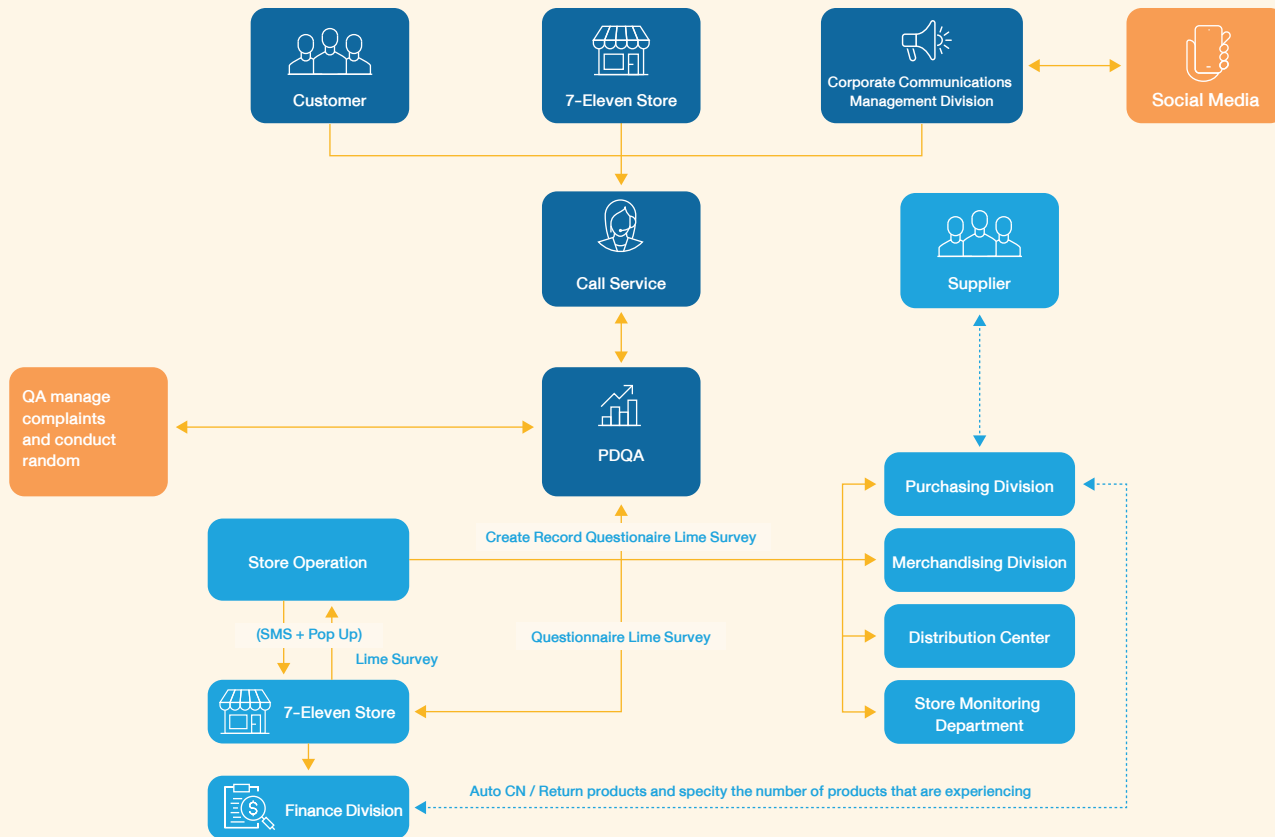 Customer
7-Eleven Store
Corporate Communications
Management Division
Social Media
Call Service
Supplier
QA manage
complaints
and conduct
random
PDQA
Purchasing Division
Create Record Questionaire Lime Survey
Store Operation
Merchandising Division
(SMS + Pop Up)
Questionnaire Lime Survey
Distribution Center
Lime Survey
7-Eleven Store
Store Monitoring
Department
Auto CN / Return products and specity the number of products that are experiencing
Finance Division